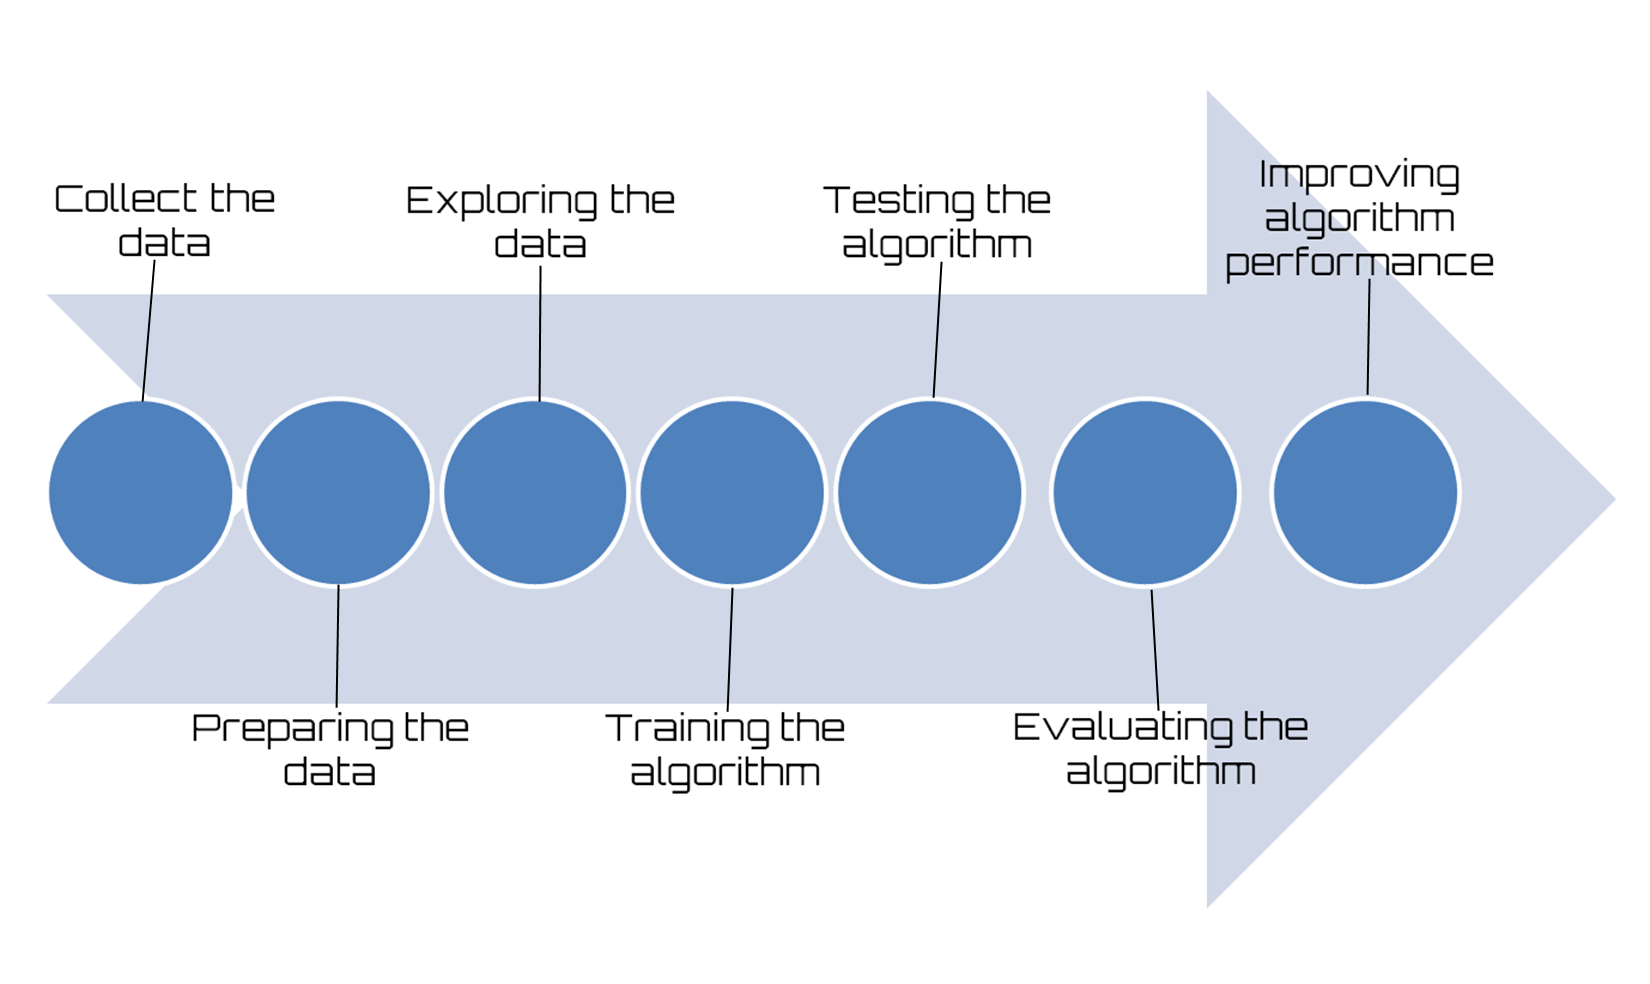 Collect the
data
Exploring the
data
Testing the
algorithm
Improving
algorithm
performance
Preparing the
data
Training the
algorithm
Evaluating the
algorithm